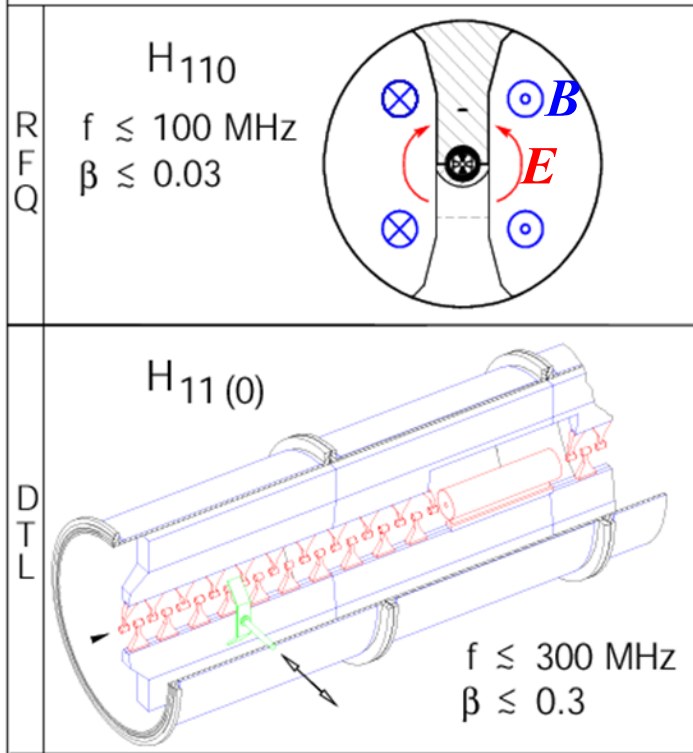 RFQ
H110
f ≲ 100 MHz
β ≲ 0.03
-
B
E
DTL
H11 (0)
f ≲ 300 MHz
β ≲ 0.3